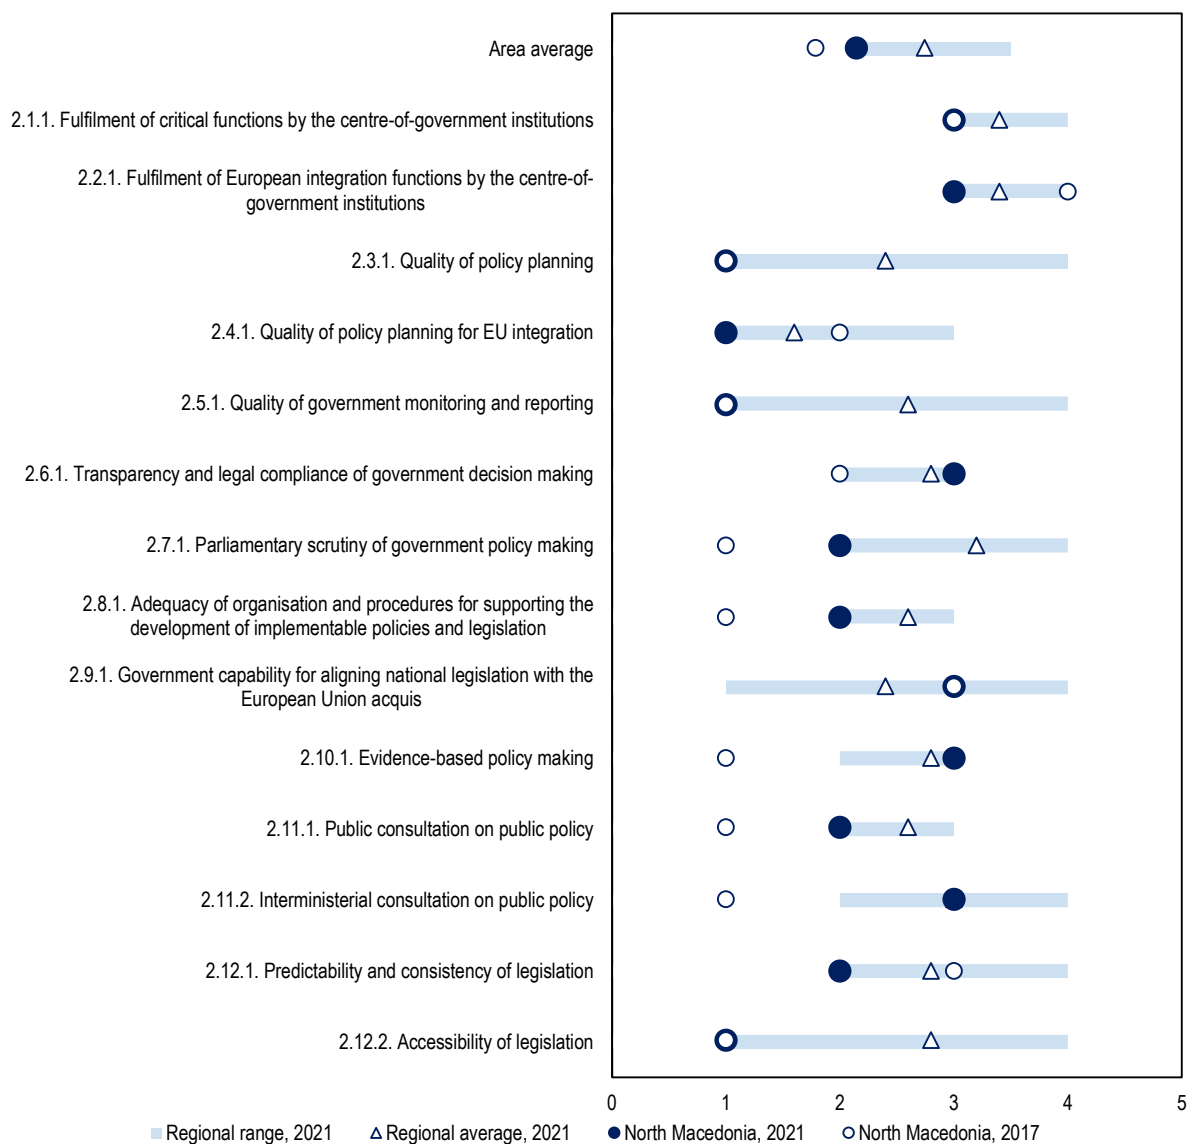 Area average
2.1.1. Fulfilment of critical functions by the centre-of-government institutions
2.2.1. Fulfilment of European integration functions by the centre-of-
government institutions
2.3.1. Quality of policy planning
2.4.1. Quality of policy planning for EU integration
2.5.1. Quality of government monitoring and reporting
2.6.1. Transparency and legal compliance of government decision making
2.7.1. Parliamentary scrutiny of government policy making
2.8.1. Adequacy of organisation and procedures for supporting the
development of implementable policies and legislation
2.9.1. Government capability for aligning national legislation with the
European Union acquis
2.10.1. Evidence-based policy making
2.11.1. Public consultation on public policy
2.11.2. Interministerial consultation on public policy
2.12.1. Predictability and consistency of legislation
2.12.2. Accessibility of legislation
0 1 2 3 4 5
Regional range, 2021 Regional average, 2021 North Macedonia, 2021 North Macedonia, 2017